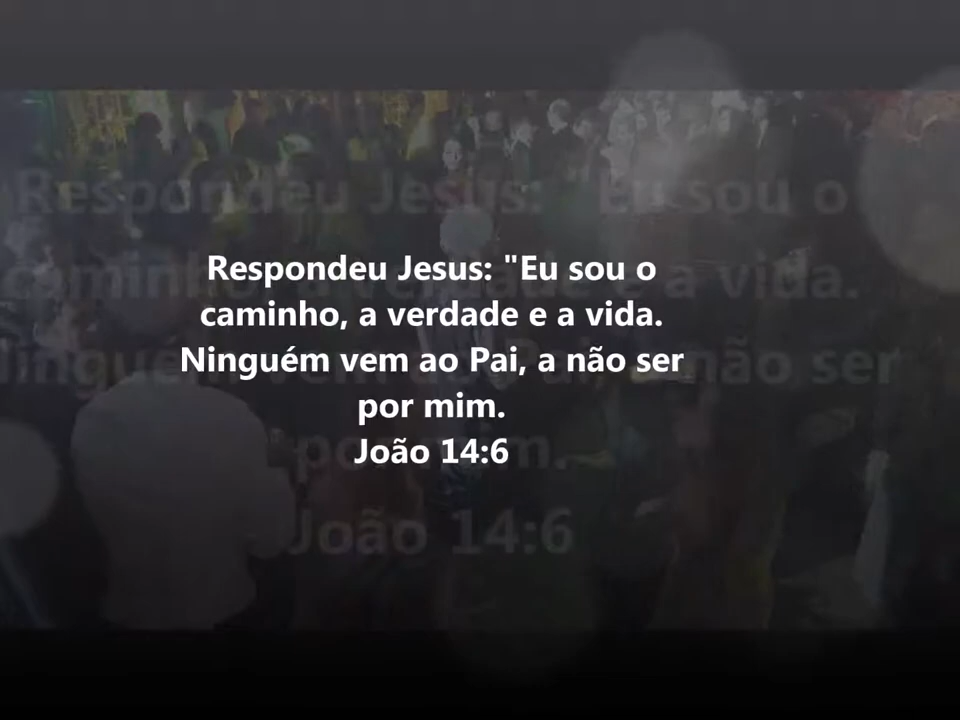 Respondeu Jesus: "Eu sou o
caminho, a verdade e a vida.
Ninguém vem ao Pai, a não ser
por mim.
João 14:6